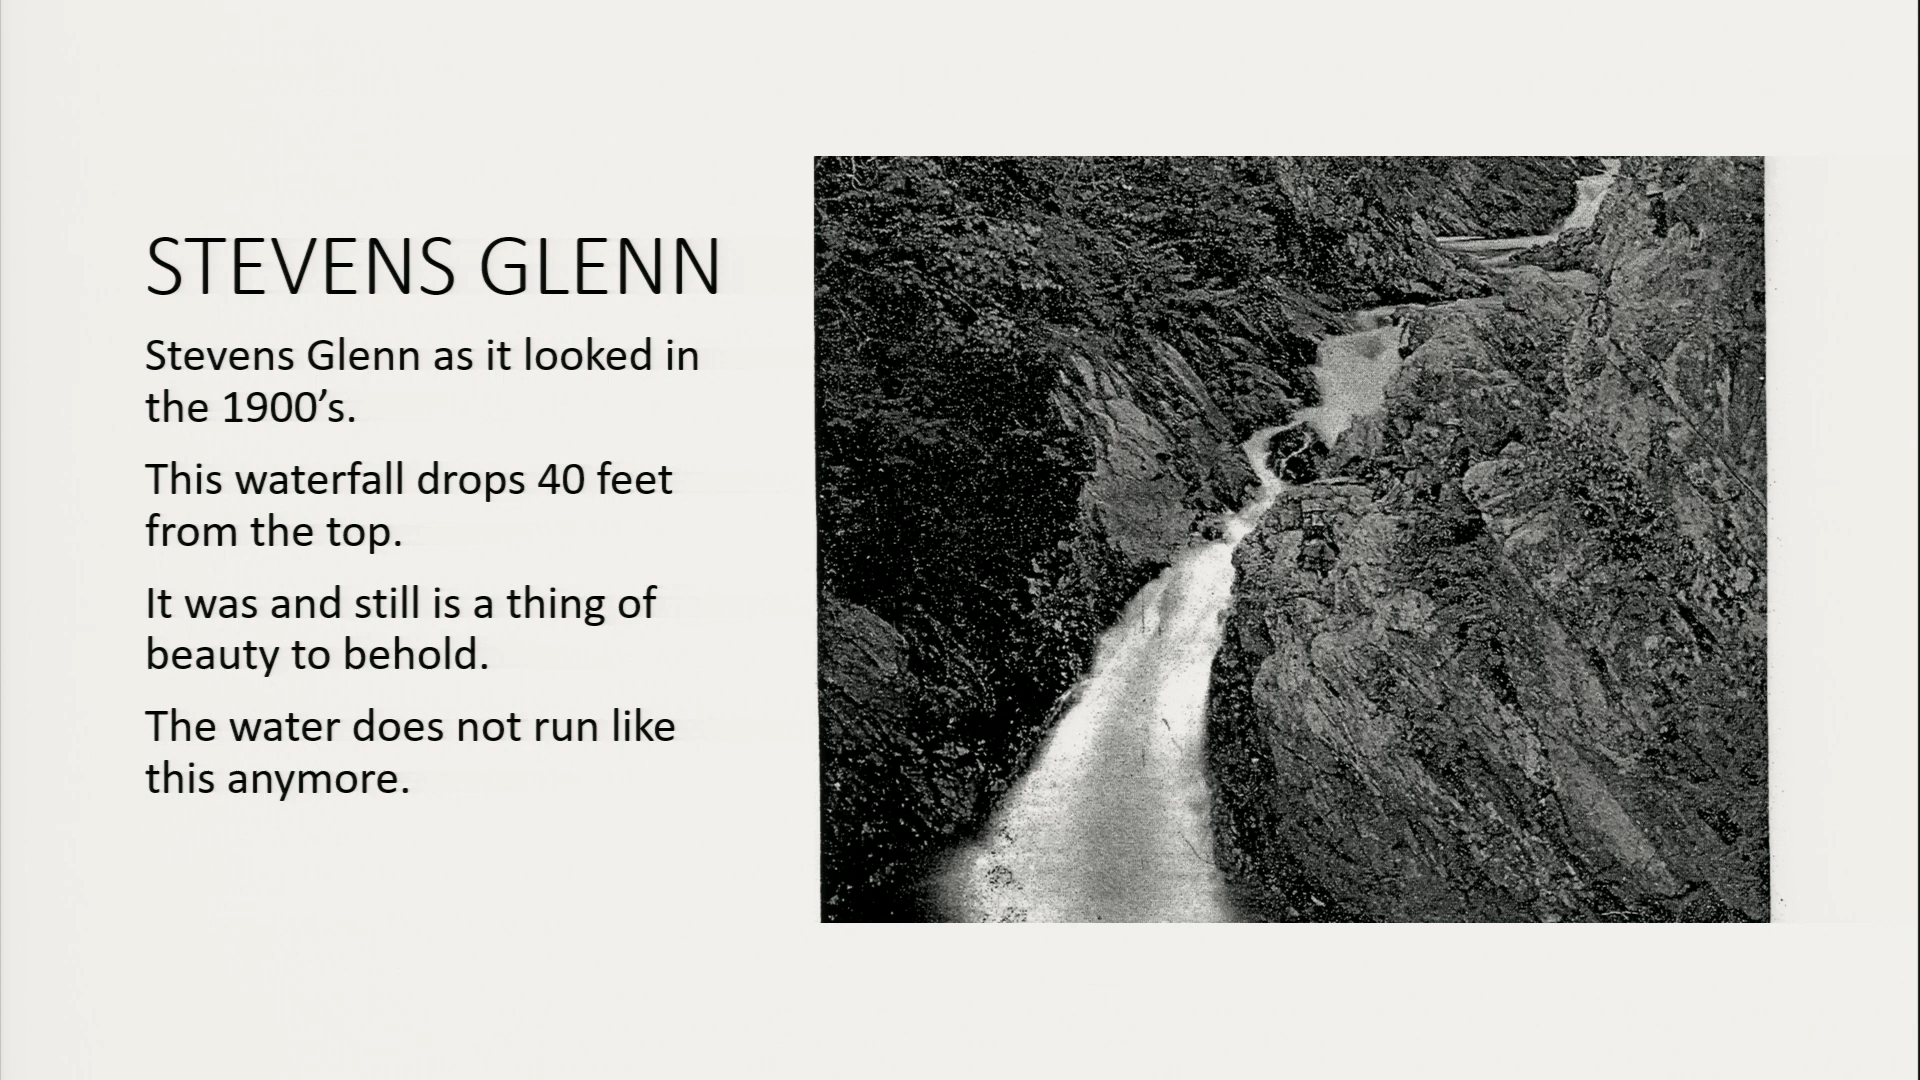 STEVENS GLENN
Stevens Glenn as it looked in
the 1900’s.
This waterfall drops 40 feet
from the top.
It was and still is a thing of
beauty to behold.
The water does not run like
this anymore.